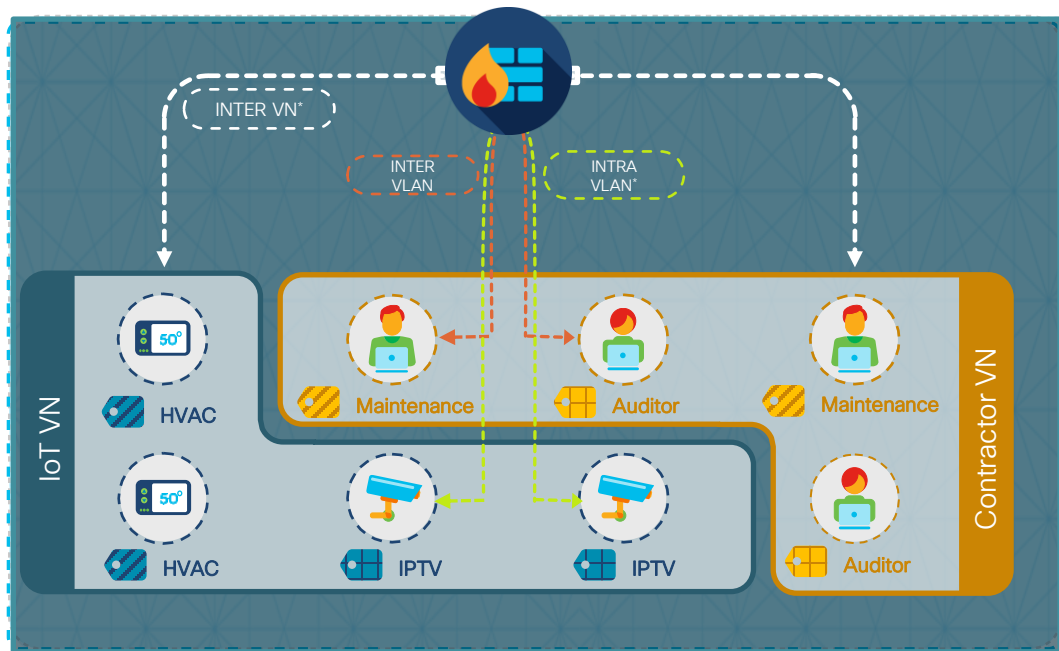 INTER VN*
INTER
VLAN
INTRA
VLAN*
IoT VN
50°
HVAC
Maintenance
Auditor
Maintenance
50°
HVAC
IPTV
IPTV
Auditor
Contractor VN